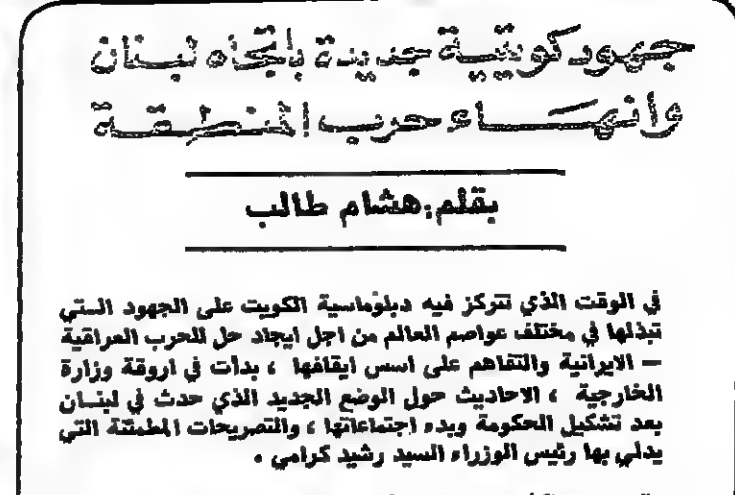 جهود كويتية جديدة باتجاه لبنان
وانهاء حرب المنطقة
بقلم: هشام طالب
في الوقت الذي تتركز فيه دبلوماسية الكويت على الجهود التي
تبذلها في مختلف عواصم العالم من اجل ايجاد حل للحرب العراقية
— الايرانية والتفاهم على اسس ايقافها ، بدأت في اروقة وزارة
الخارجية ، الاحاديث حول الوضع الجديد الذي حدث في لبنان
بعد تشكيل الحكومة وبدء اجتماعاتها ، والتصريحات المطمئنة التي
يدلي بها رئيس الوزراء السيد رشيد كرامي .